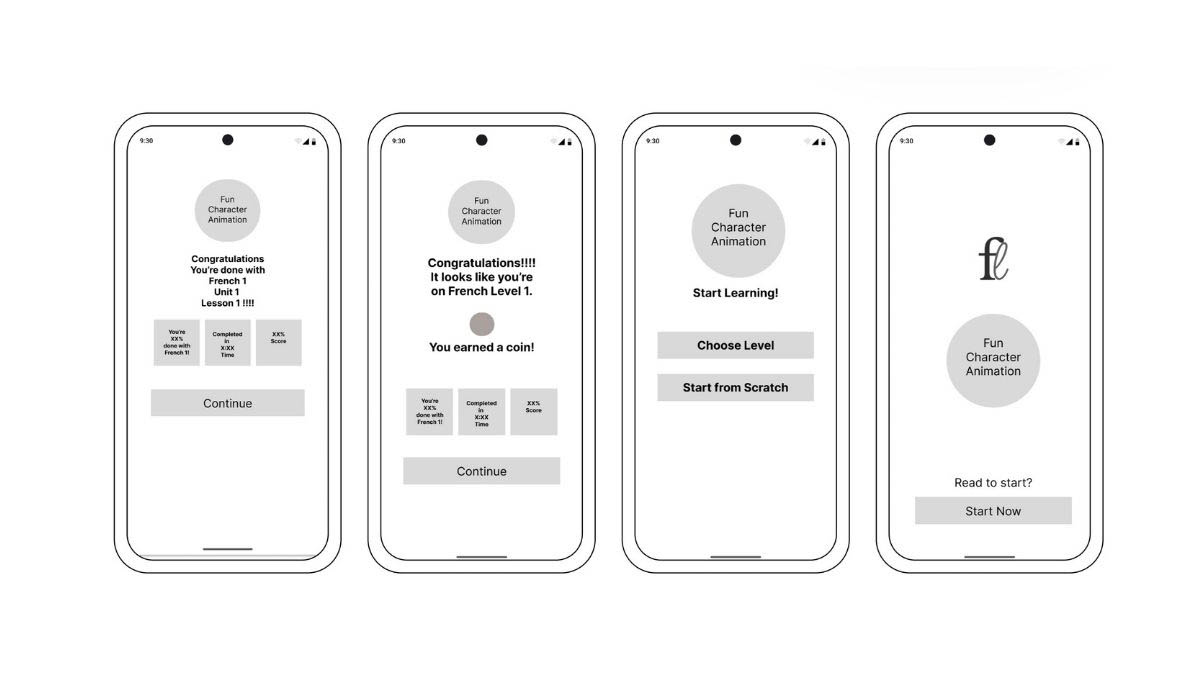 9:30
Fun
Character
Animation
Congratulations
You're done with
French 1
Unit 1
Lesson 1 !!!!
You're
XX%
done with
French 1!
Completed
in
X:XX
Time
XX%
Score
Continue
9:30
Fun
Character
Animation
Congratulations!!!!
It looks like you're
on French Level 1.
You earned a coin!
You're
XX%
done with
French 1!
Completed
in
X:XX
Time
XX%
Score
Continue
9:30
Fun
Character
Animation
Start Learning!
Choose Level
Start from Scratch
9:30
fl
Fun
Character
Animation
Read to start?
Start Now